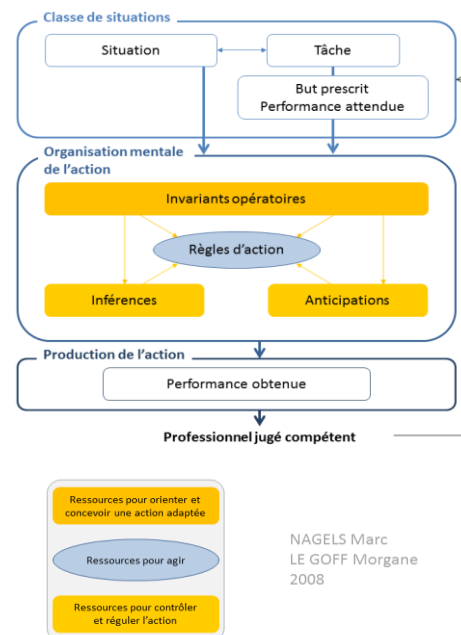 Classe de situations
Situation
Tâche
But prescrit
Performance attendue
Organisation mentale
de l'action
Invariants opératoires
Règles d'action
Inférences
Anticipations
Production de l'action
Performance obtenue
Professionnel jugé compétent
Ressources pour orienter et
concevoir une action adaptée
Ressources pour agir
Ressources pour contrôler
et réguler l'action
NAGELS Marc
LE GOFF Morgane
2008